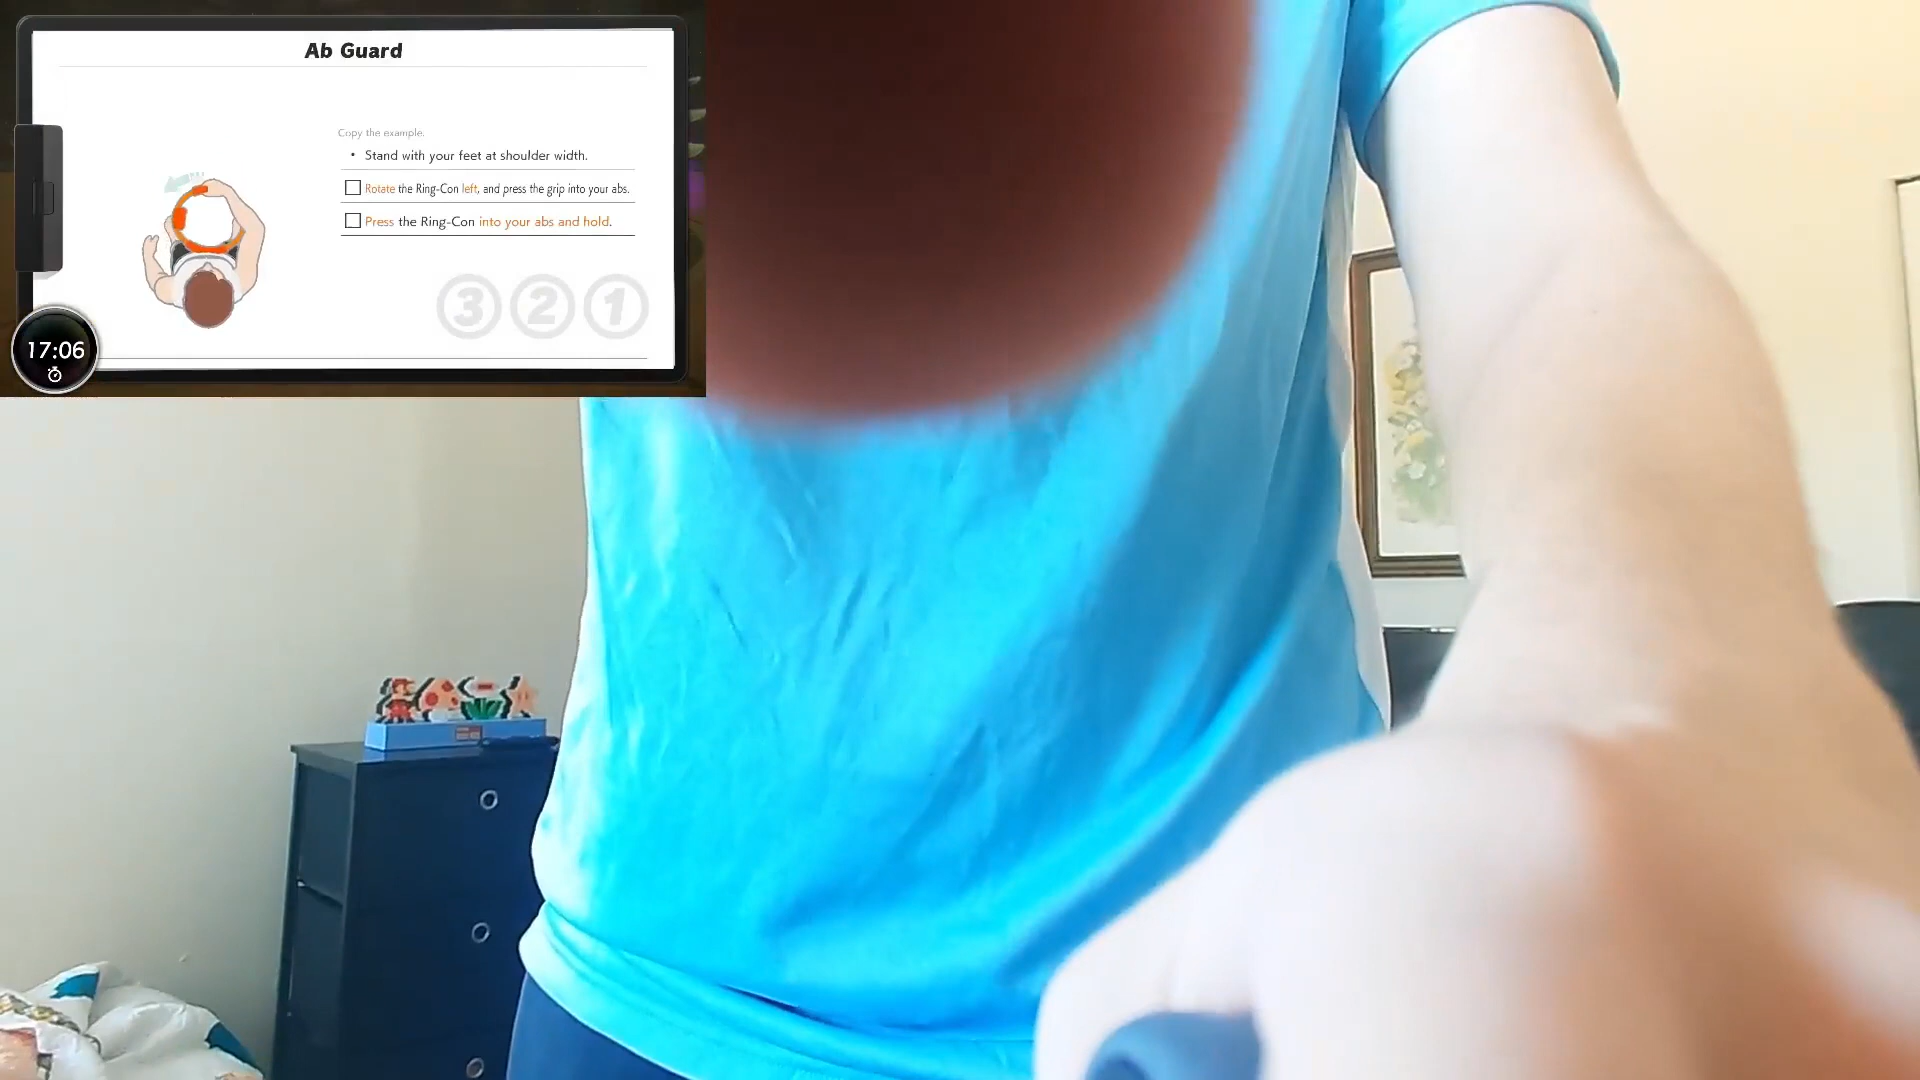 Ab Guard
Copy the example.
• Stand with your feet at shoulder width.
Rotate the Ring-Con left, and press the grip into your abs.
Press the Ring-Con into your abs and hold.
3 2 1
17:06